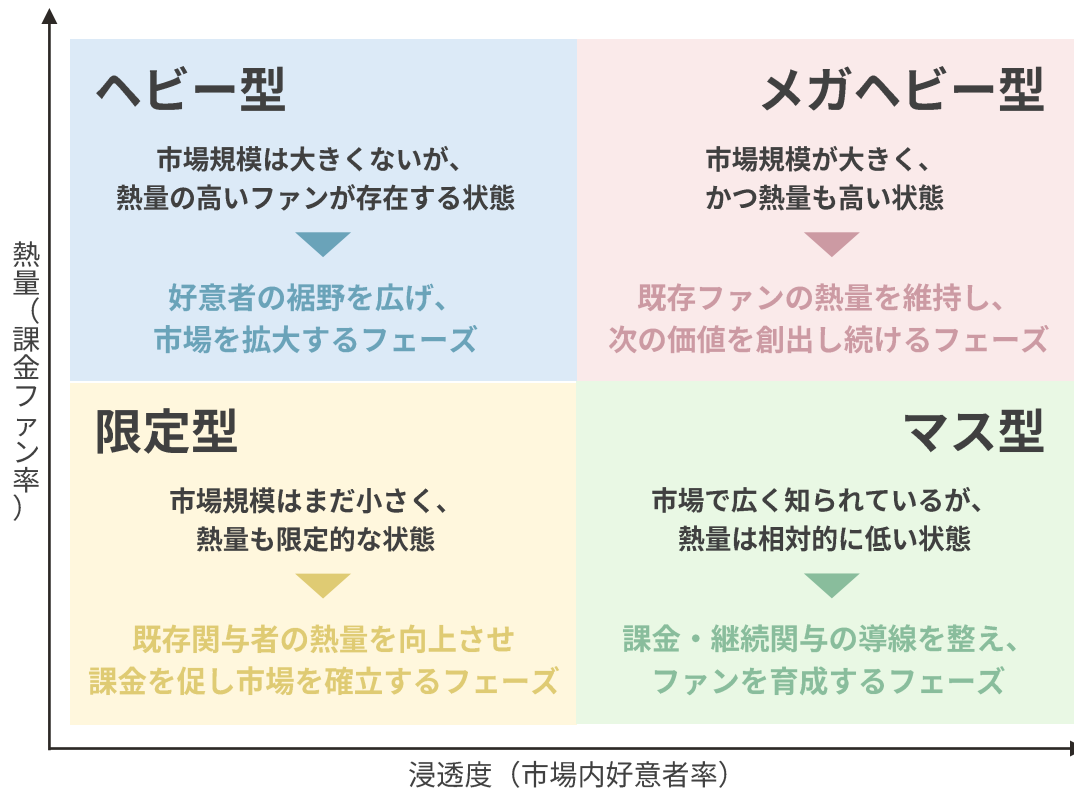 ヘビー型
市場規模は大きくないが、
熱量の高いファンが存在する状態
好意者の裾野を広げ、
市場を拡大するフェーズ
メガヘビー型
市場規模が大きく、
かつ熱量も高い状態
既存ファンの熱量を維持し、
次の価値を創出し続けるフェーズ
熱量（課金ファン率）
限定型
市場規模はまだ小さく、
熱量も限定的な状態
既存関与者の熱量を向上させ
課金を促し市場を確立するフェーズ
マス型
市場で広く知られているが、
熱量は相対的に低い状態
課金・継続関与の導線を整え、
ファンを育成するフェーズ
浸透度（市場内好意者率）